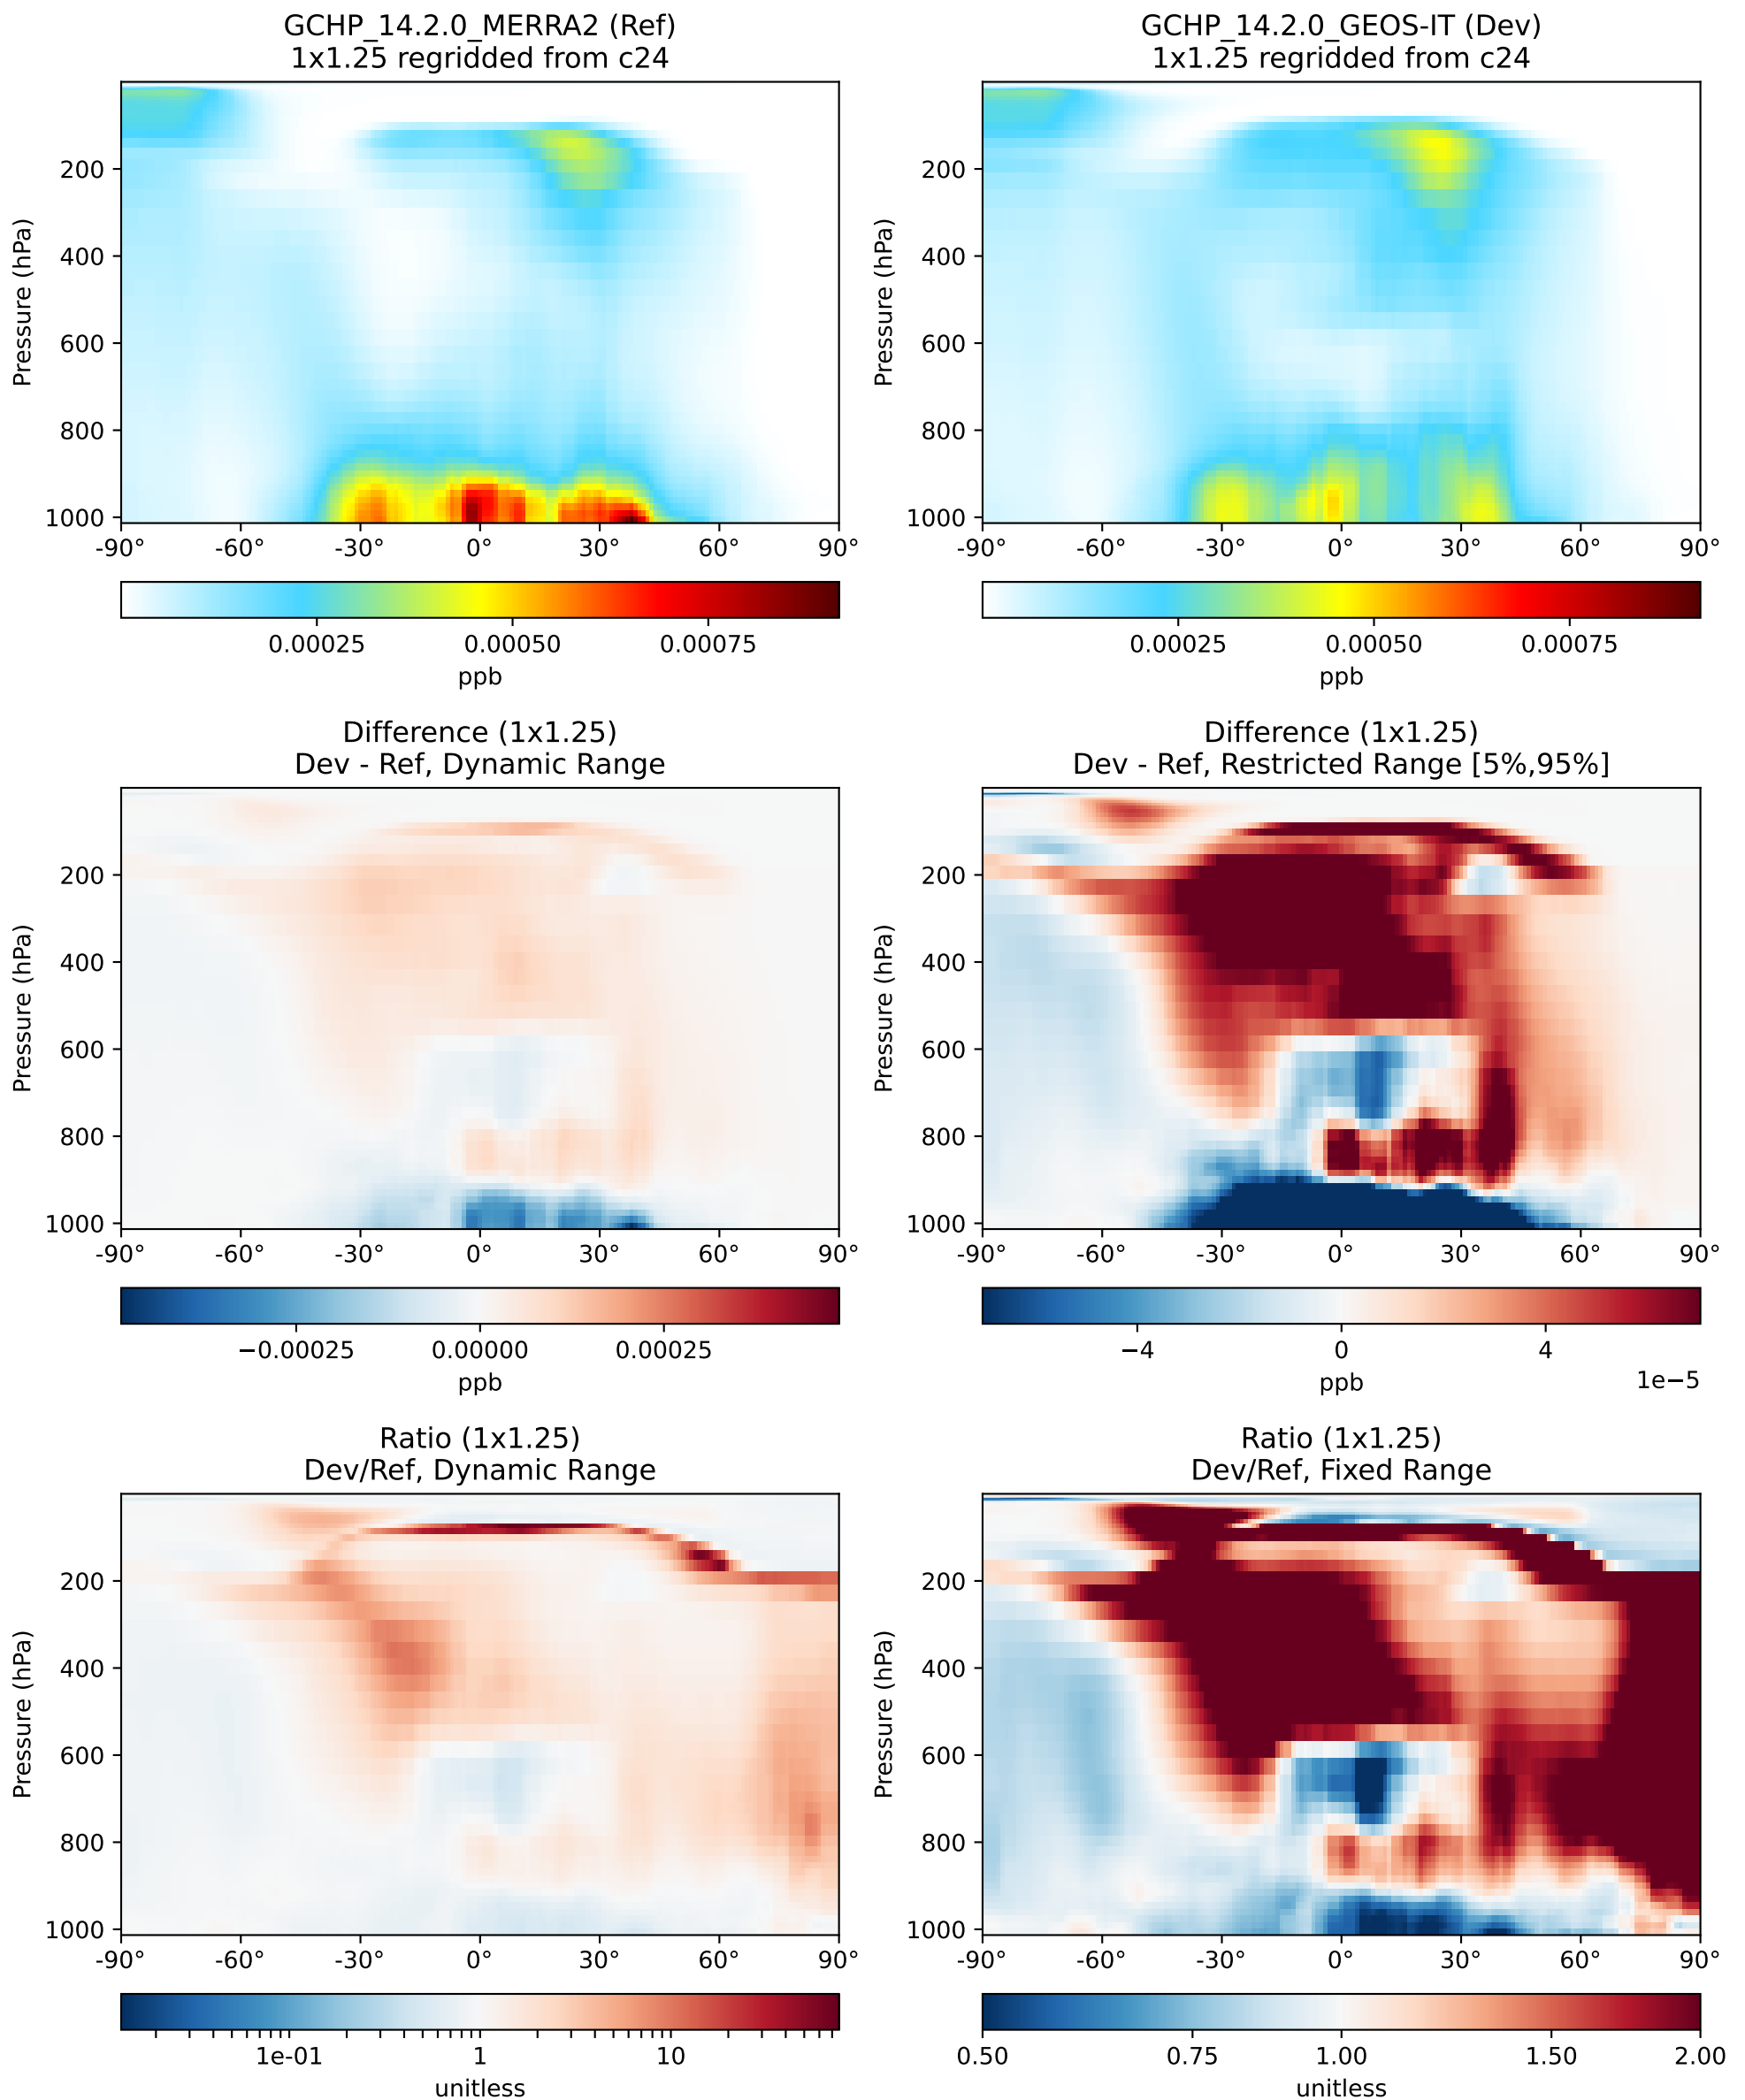 GCHP_14.2.0_MERRA2 (Ref)
1x1.25 regridded from c24
Pressure (hPa)
200
400
600
800
1000
-90° -60° -30° 0° 30° 60° 90°
0.00025 0.00050 0.00075
ppb
GCHP_14.2.0_GEOS-IT (Dev)
1x1.25 regridded from c24
Pressure (hPa)
200
400
600
800
1000
-90° -60° -30° 0° 30° 60° 90°
0.00025 0.00050 0.00075
ppb
Difference (1x1.25)
Dev - Ref, Dynamic Range
Pressure (hPa)
200
400
600
800
1000
-90° -60° -30° 0° 30° 60° 90°
−0.00025 0.00000 0.00025
ppb
Difference (1x1.25)
Dev - Ref, Restricted Range [5%,95%]
Pressure (hPa)
200
400
600
800
1000
-90° -60° -30° 0° 30° 60° 90°
−4 0 4
ppb
1e−5
Ratio (1x1.25)
Dev/Ref, Dynamic Range
Pressure (hPa)
200
400
600
800
1000
-90° -60° -30° 0° 30° 60° 90°
1e-01 1 10
unitless
Ratio (1x1.25)
Dev/Ref, Fixed Range
Pressure (hPa)
200
400
600
800
1000
-90° -60° -30° 0° 30° 60° 90°
0.50 0.75 1.00 1.50 2.00
unitless